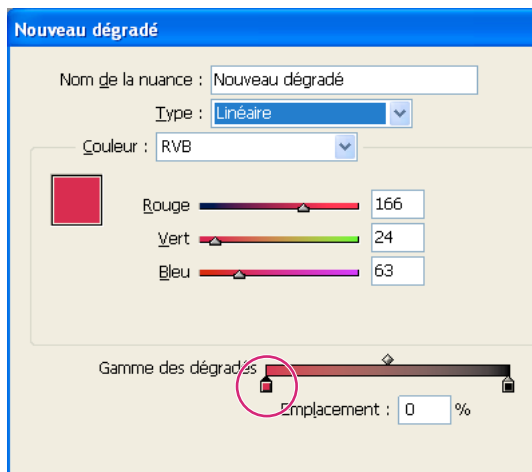 Nouveau dégradé
Nom de la nuance : Nouveau dégradé
Type : Linéaire
Couleur : RVB
Rouge 166
Vert 24
Bleu 63
Gamme des dégradés
Emplacement : 0 %